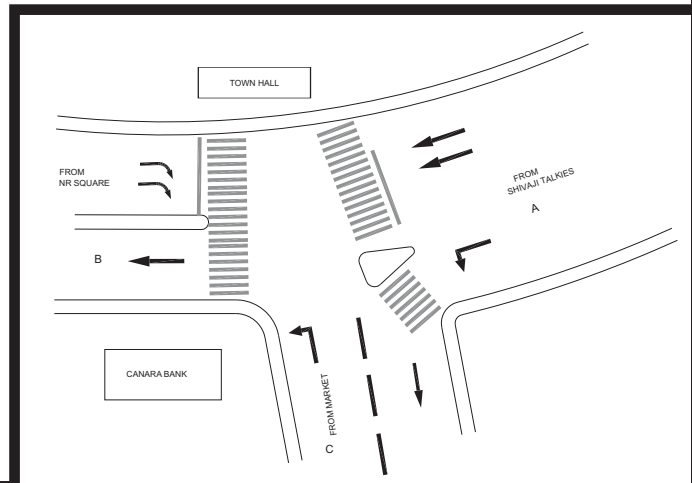 TOWN HALL
FROM
NR SQUARE
FROM
SHIVAJI TALKIES
A
B
CANARA BANK
FROM MARKET
C